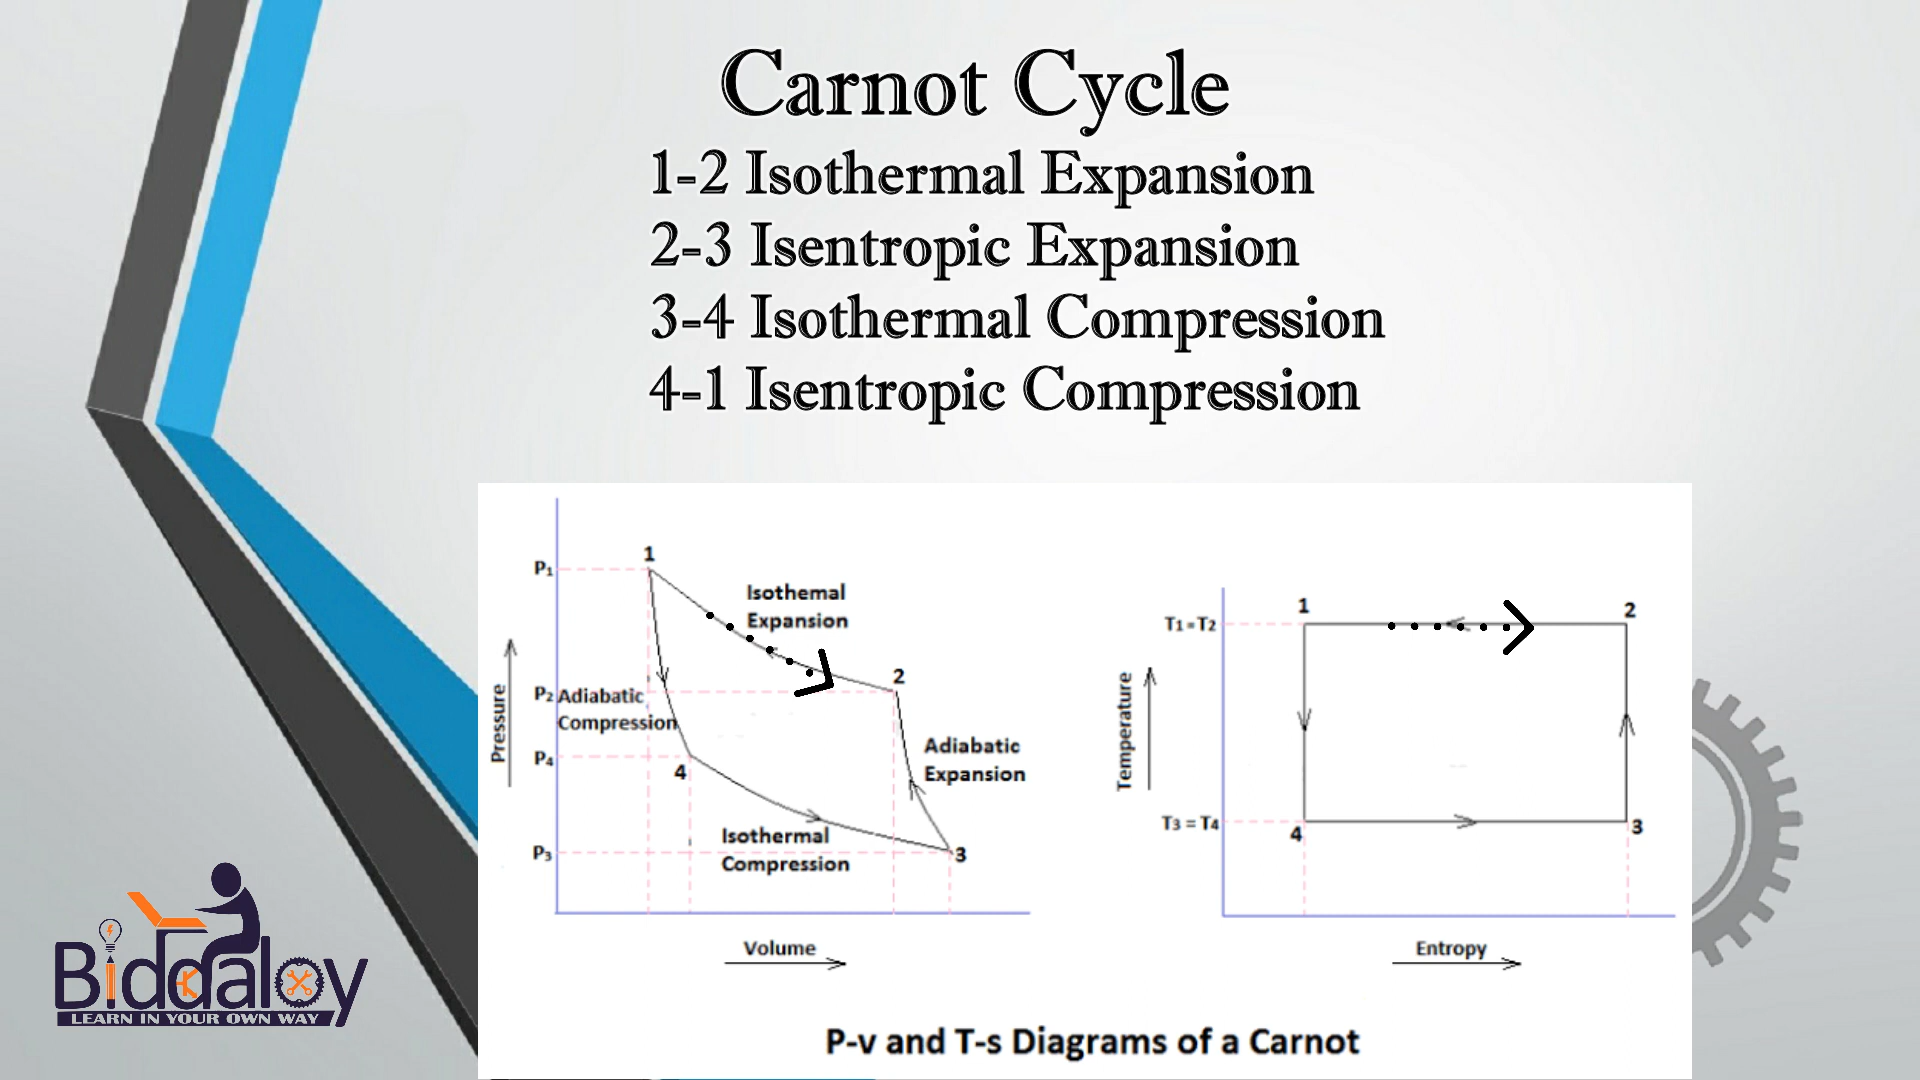 Carnot Cycle
1-2 Isothermal Expansion
2-3 Isentropic Expansion
3-4 Isothermal Compression
4-1 Isentropic Compression
1
P₁
Isothemal
Expansion
2
P₂
Adiabatic
Compression
Pressure
P₄
4
Adiabatic
Expansion
Isothermal
Compression
P₃
3
Volume
1
2
T₁=T₂
Temperature
T₃ = T₄
4
3
Entropy
P-v and T-s Diagrams of a Carnot
Biddaloy
K
LEARN IN YOUR OWN WAY